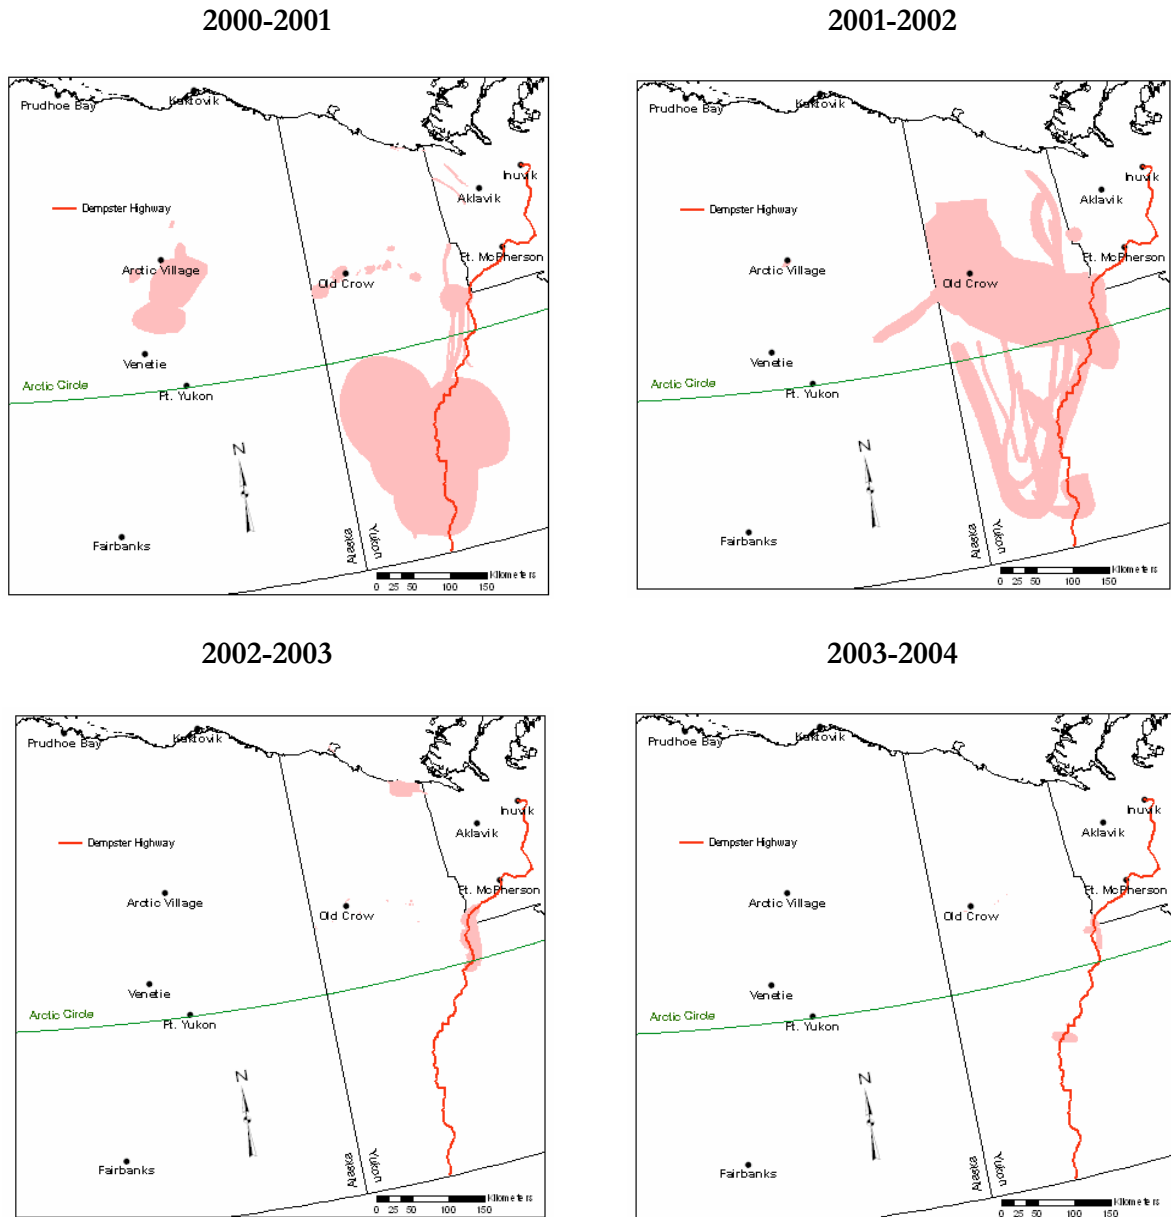 2000-2001
2001-2002
Prudhoe Bay
Kaktovik
Inuvik
Aklavik
Dempster Highway
Ft. McPherson
Arctic Village
Old Crow
Venetie
Arctic Circle
Ft. Yukon
N
Fairbanks
Alaska
Yukon
Kilometers
0 25 50 100 150
Prudhoe Bay
Kaktovik
Inuvik
Aklavik
Dempster Highway
Ft. McPherson
Arctic Village
Old Crow
Venetie
Arctic Circle
Ft. Yukon
N
Fairbanks
Alaska
Yukon
Kilometers
0 25 50 100 150
2002-2003
2003-2004
Prudhoe Bay
Kaktovik
Inuvik
Aklavik
Dempster Highway
Ft. McPherson
Arctic Village
Old Crow
Venetie
Arctic Circle
Ft. Yukon
N
Fairbanks
Alaska
Yukon
Kilometers
0 25 50 100 150
Prudhoe Bay
Kaktovik
Inuvik
Aklavik
Dempster Highway
Ft. McPherson
Arctic Village
Old Crow
Venetie
Arctic Circle
Ft. Yukon
N
Fairbanks
Alaska
Yukon
Kilometers
0 25 50 100 150